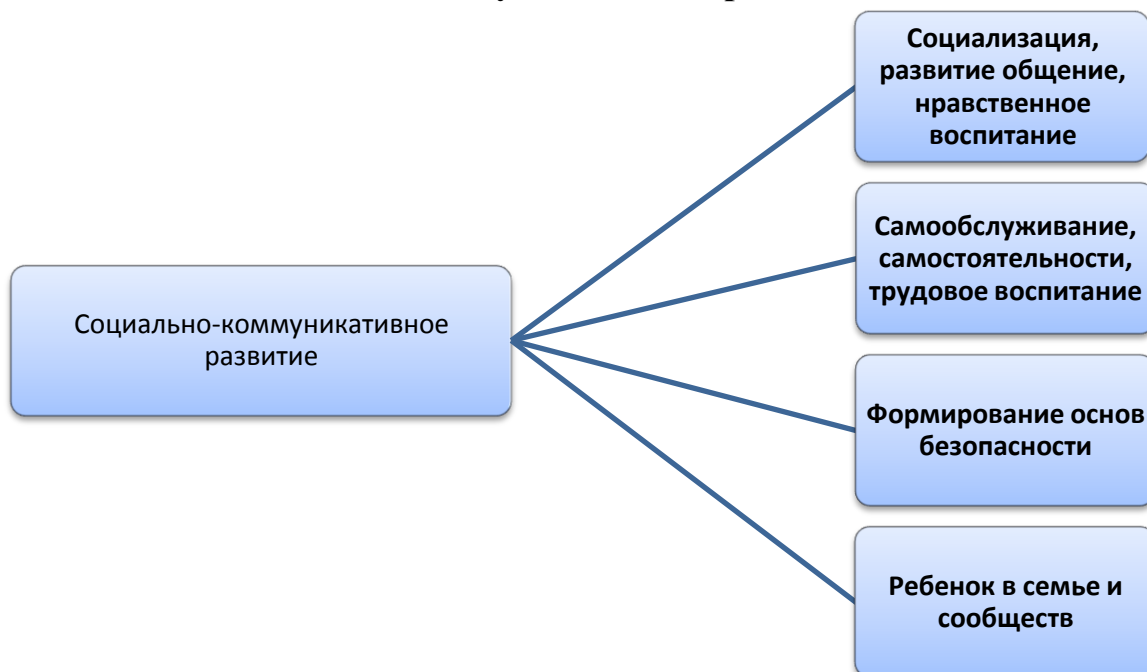 Социализация,
развитие общение,
нравственное
воспитание
Самообслуживание,
самостоятельности,
трудовое воспитание
Социально-коммуникативное
развитие
Формирование основ
безопасности
Ребенок в семье и
сообществ